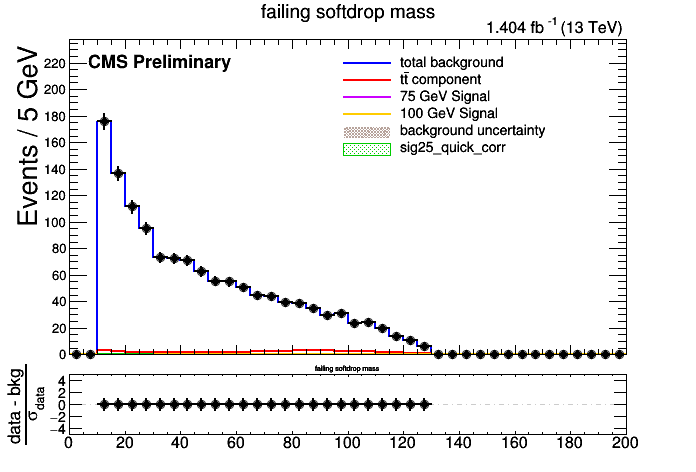 failing softdrop mass
1.404 fb⁻¹ (13 TeV)
CMS Preliminary
total background
tt̄ component
75 GeV Signal
100 GeV Signal
background uncertainty
sig25_quick_corr
Events / 5 GeV
220
200
180
160
140
120
100
80
60
40
20
0
failing softdrop mass
data - bkg
σ data
4
2
0
−2
−4
0 20 40 60 80 100 120 140 160 180 200